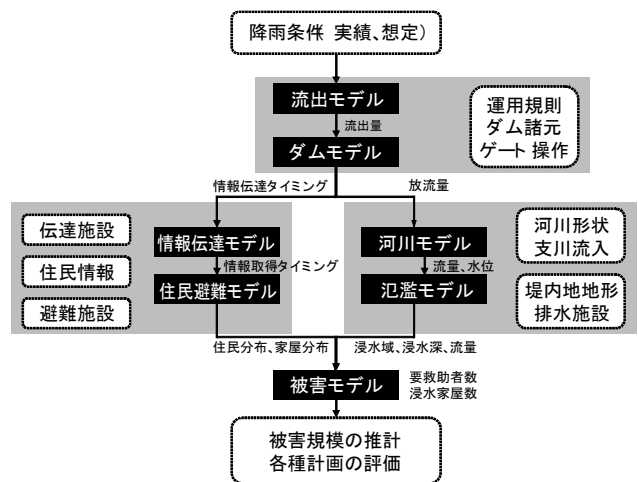 降雨条件 実績、想定)
流出モデル
流出量
ダムモデル
運用規則
ダム諸元
ゲート 操作
情報伝達タイミング
放流量
伝達施設
住民情報
避難施設
情報伝達モデル
情報取得タイミング
住民避難モデル
河川モデル
流量、水位
氾濫モデル
河川形状
支川流入
堤内地地形
排水施設
住民分布、家屋分布
浸水域、浸水深、流量
被害モデル
要救助者数
浸水家屋数
被害規模の推計
各種計画の評価